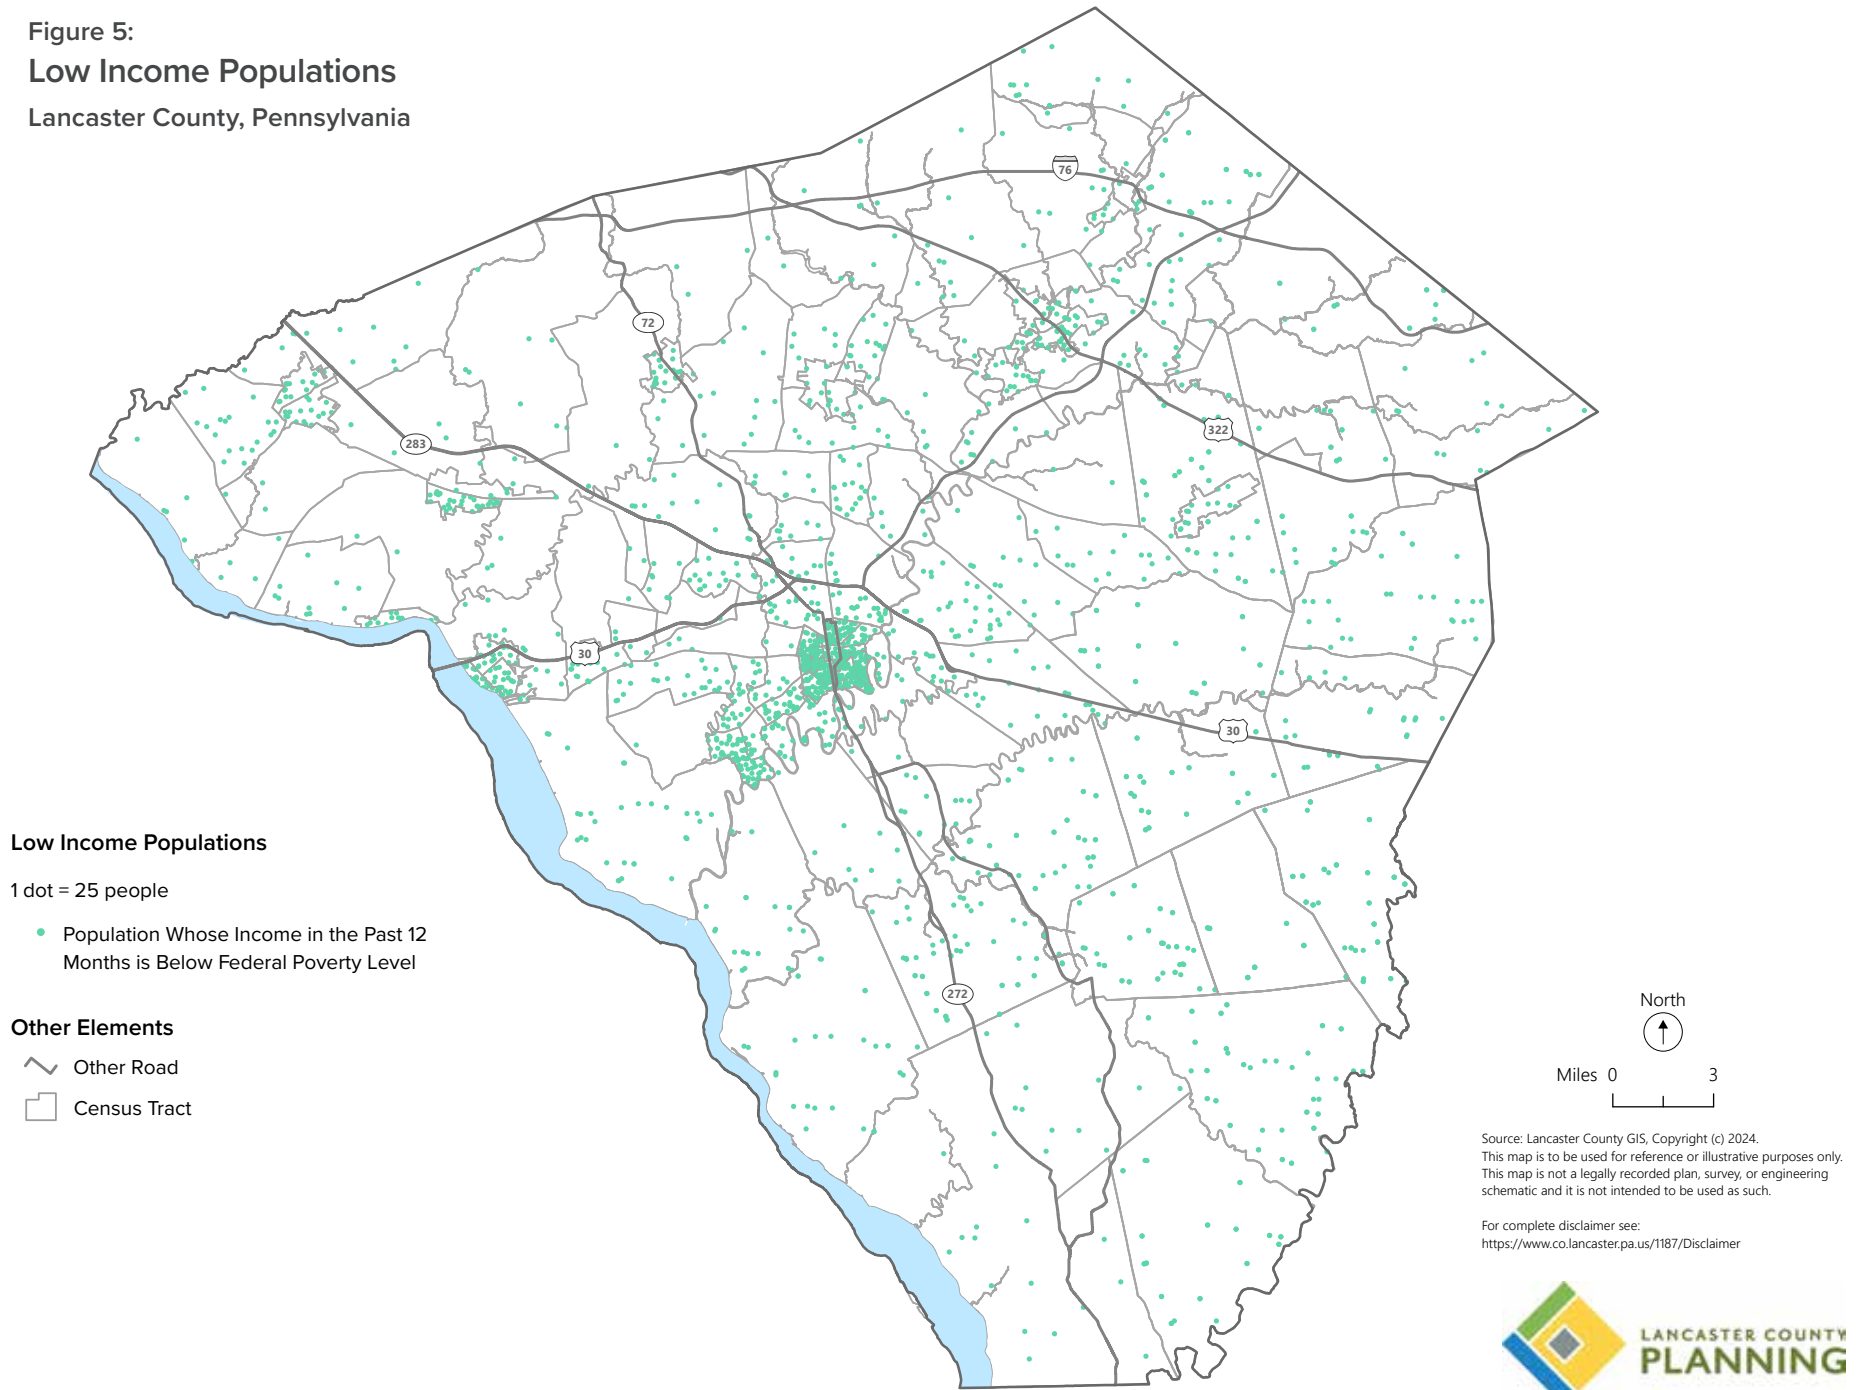 Figure 5:
Low Income Populations
Lancaster County, Pennsylvania
76
72
283
322
30
30
272
Low Income Populations
1 dot = 25 people
Population Whose Income in the Past 12
Months is Below Federal Poverty Level
Other Elements
Other Road
Census Tract
North
Miles 0 3
Source: Lancaster County GIS, Copyright (c) 2024.
This map is to be used for reference or illustrative purposes only.
This map is not a legally recorded plan, survey, or engineering
schematic and it is not intended to be used as such.
For complete disclaimer see:
https://www.co.lancaster.pa.us/1187/Disclaimer
LANCASTER COUNTY
PLANNING